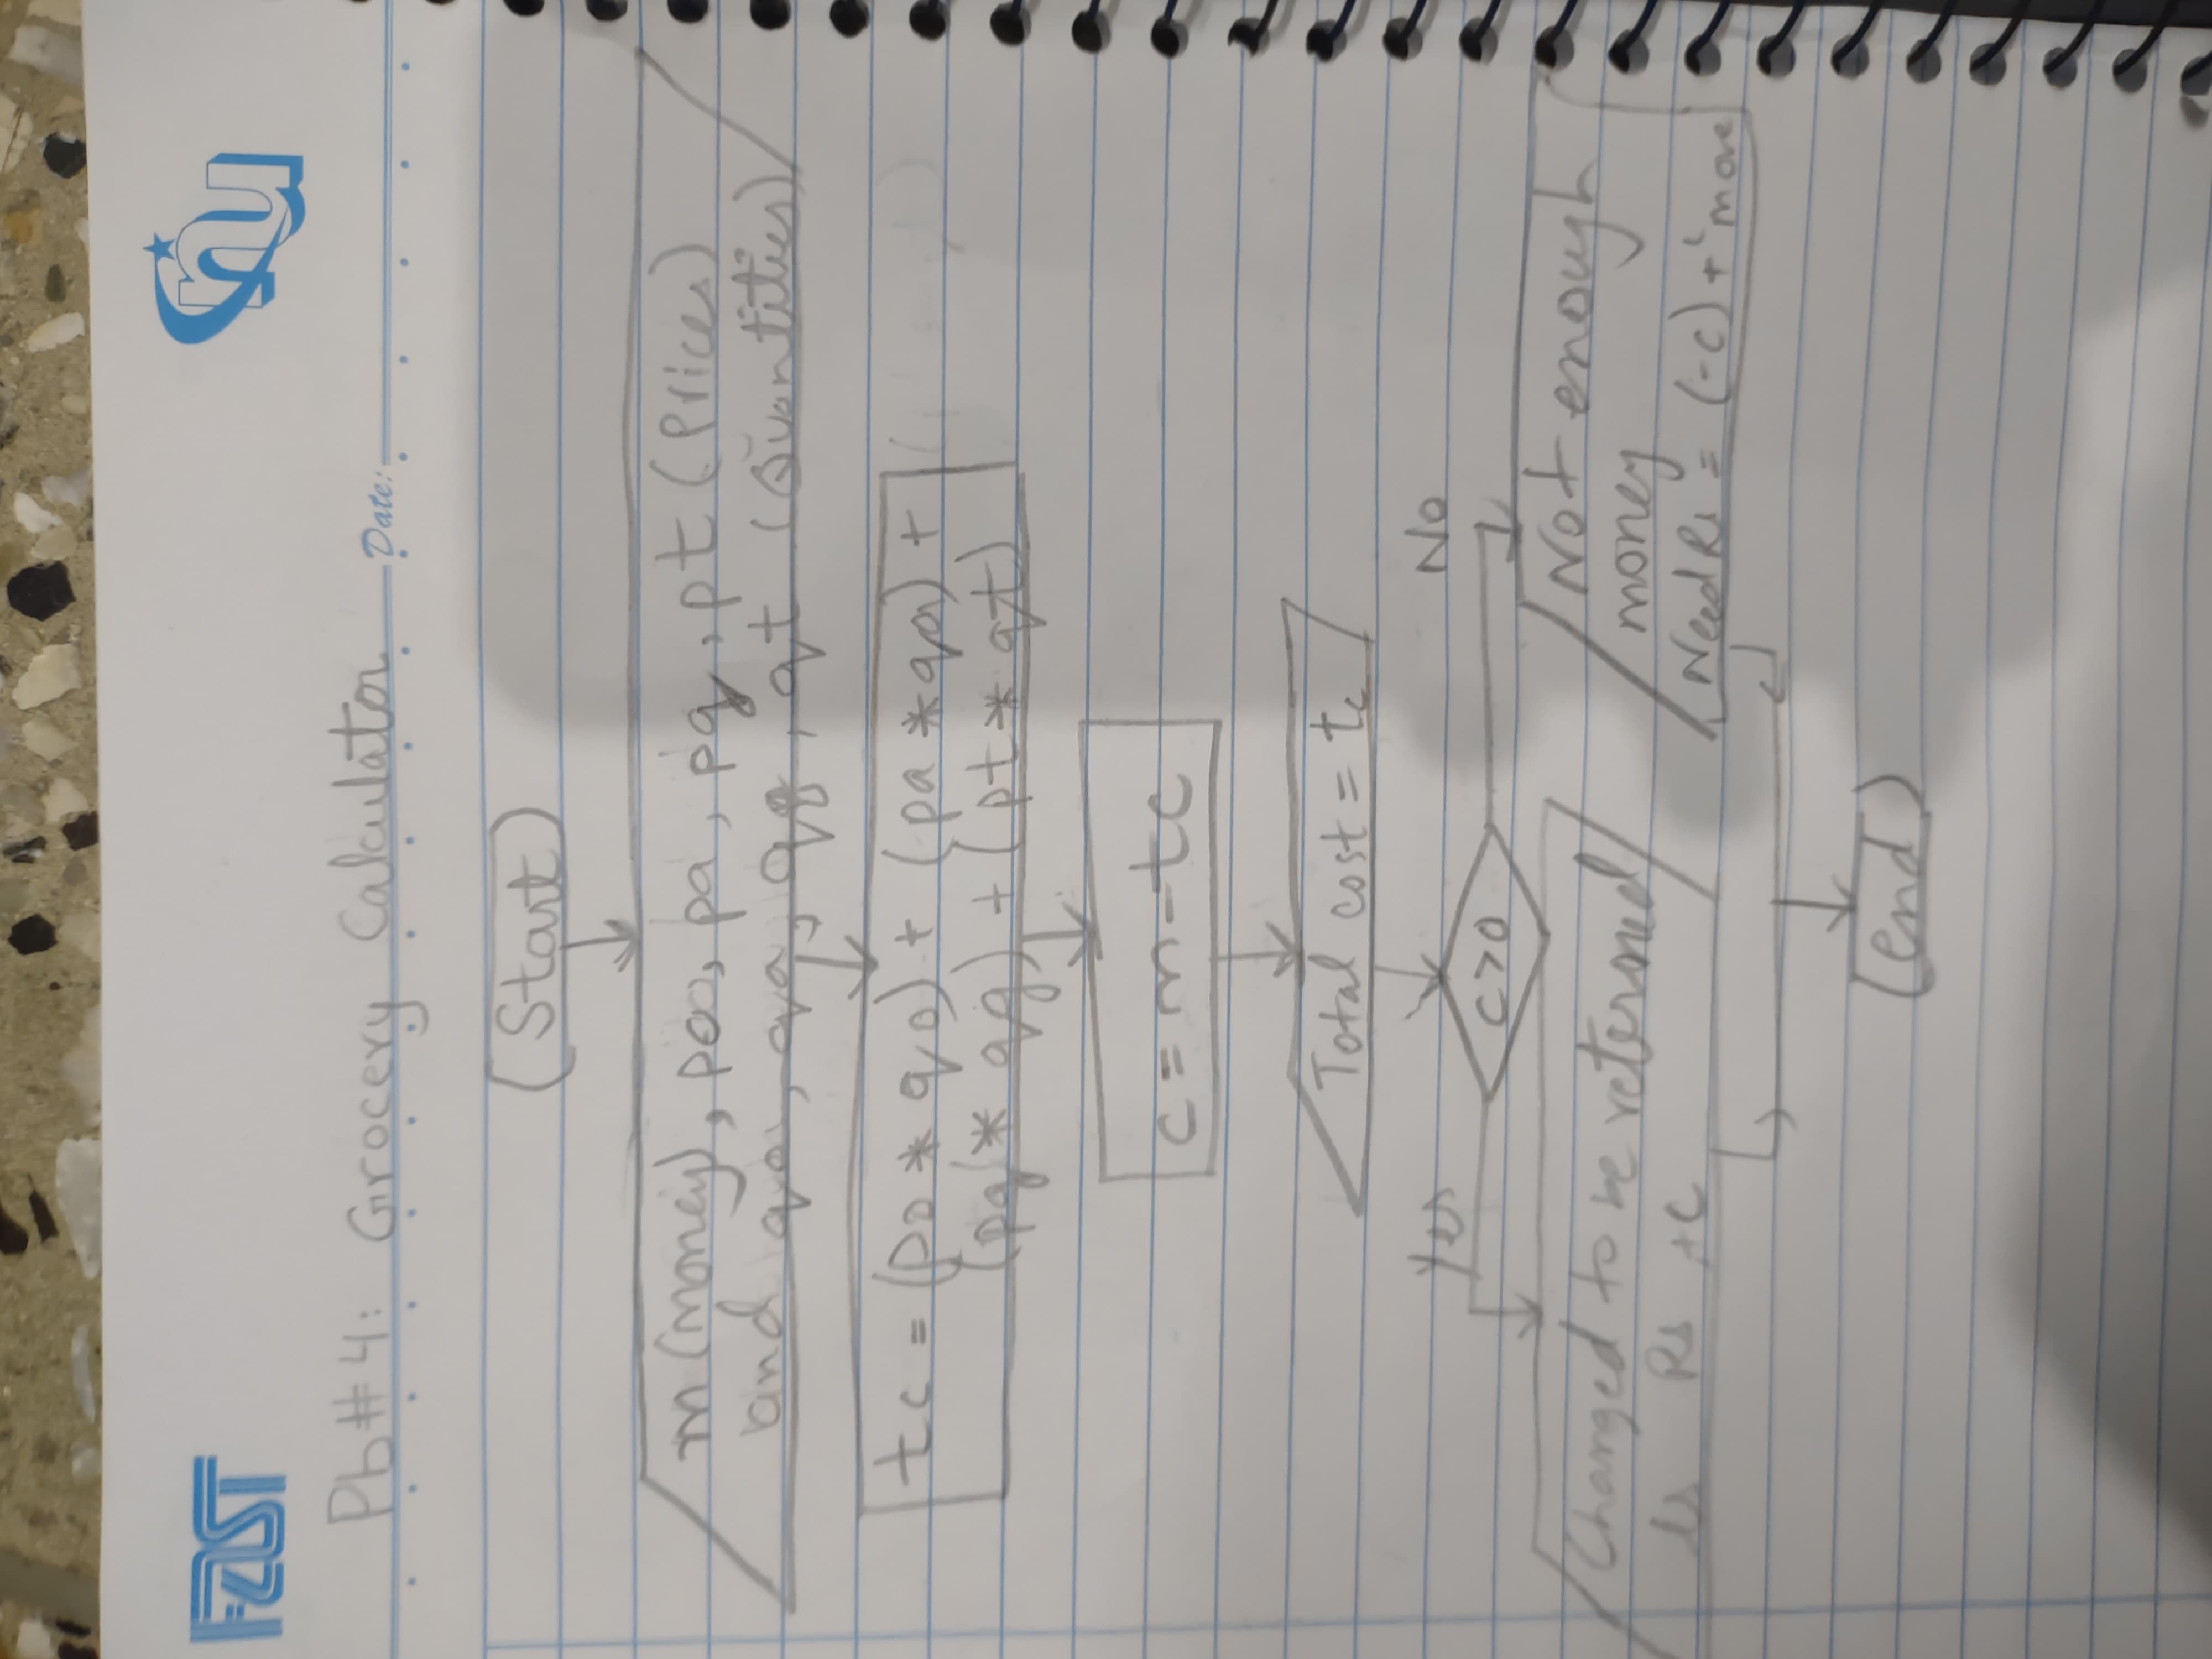 FAST
nu
Pb#4: Grocery Calculator
Date:
Start
m (money), po, pa, pg, pt (Prices)
and qo, qa, qg, qt (Quantities)
tc = (po * qo) + (pa * qa) +
(pg * qg) + (pt * qt)
c = m - tc
Total cost = tc
Yes
No
c > 0
Changed to be returned
is Rs +c
Not enough
money
Need Rs = (-c) + 'more
end